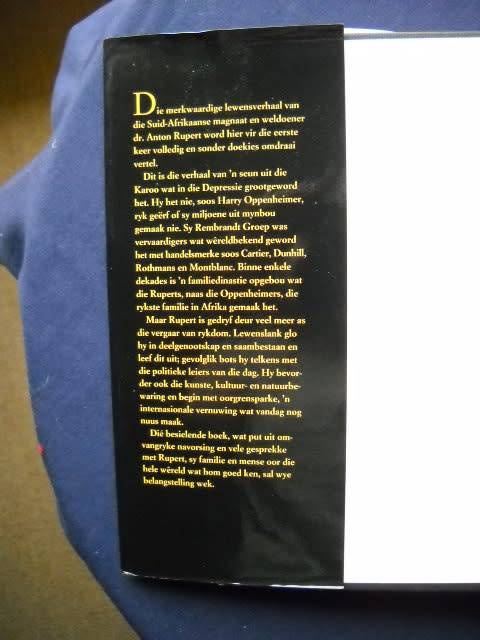 Die merkwaardige lewensverhaal van
die Suid-Afrikaanse magnaat en weldoener
dr. Anton Rupert word hier vir die eerste
keer volledig en sonder doekies omdraai
vertel.
Dit is die verhaal van 'n seun uit die
Karoo wat in die Depressie grootgeword
het. Hy het nie, soos Harry Oppenheimer,
ryk geërf of sy miljoene uit mynbou
gemaak nie. Sy Rembrandt Groep was
vervaardigers wat wêreldbekend geword
het met handelsmerke soos Cartier, Dunhill,
Rothmans en Montblanc. Binne enkele
dekades is 'n familiedinastie opgebou wat
die Ruperts, naas die Oppenheimers, die
rykste familie in Afrika gemaak het.
Maar Rupert is gedryf deur veel meer as
die vergaar van rykdom. Lewenslank glo
hy in deelgenootskap en saambestaan en
leef dit uit; gevolglik bots hy telkens met
die politieke leiers van die dag. Hy bevor-
der ook die kunste, kultuur- en natuurbe-
waring en begin met oorgrensparke, 'n
internasionale vernuwing wat vandag nog
nuus maak.
Dié besielende boek, wat put uit om-
vangryke navorsing en vele gesprekke
met Rupert, sy familie en mense oor die
hele wêreld wat hom goed ken, sal wye
belangstelling wek.